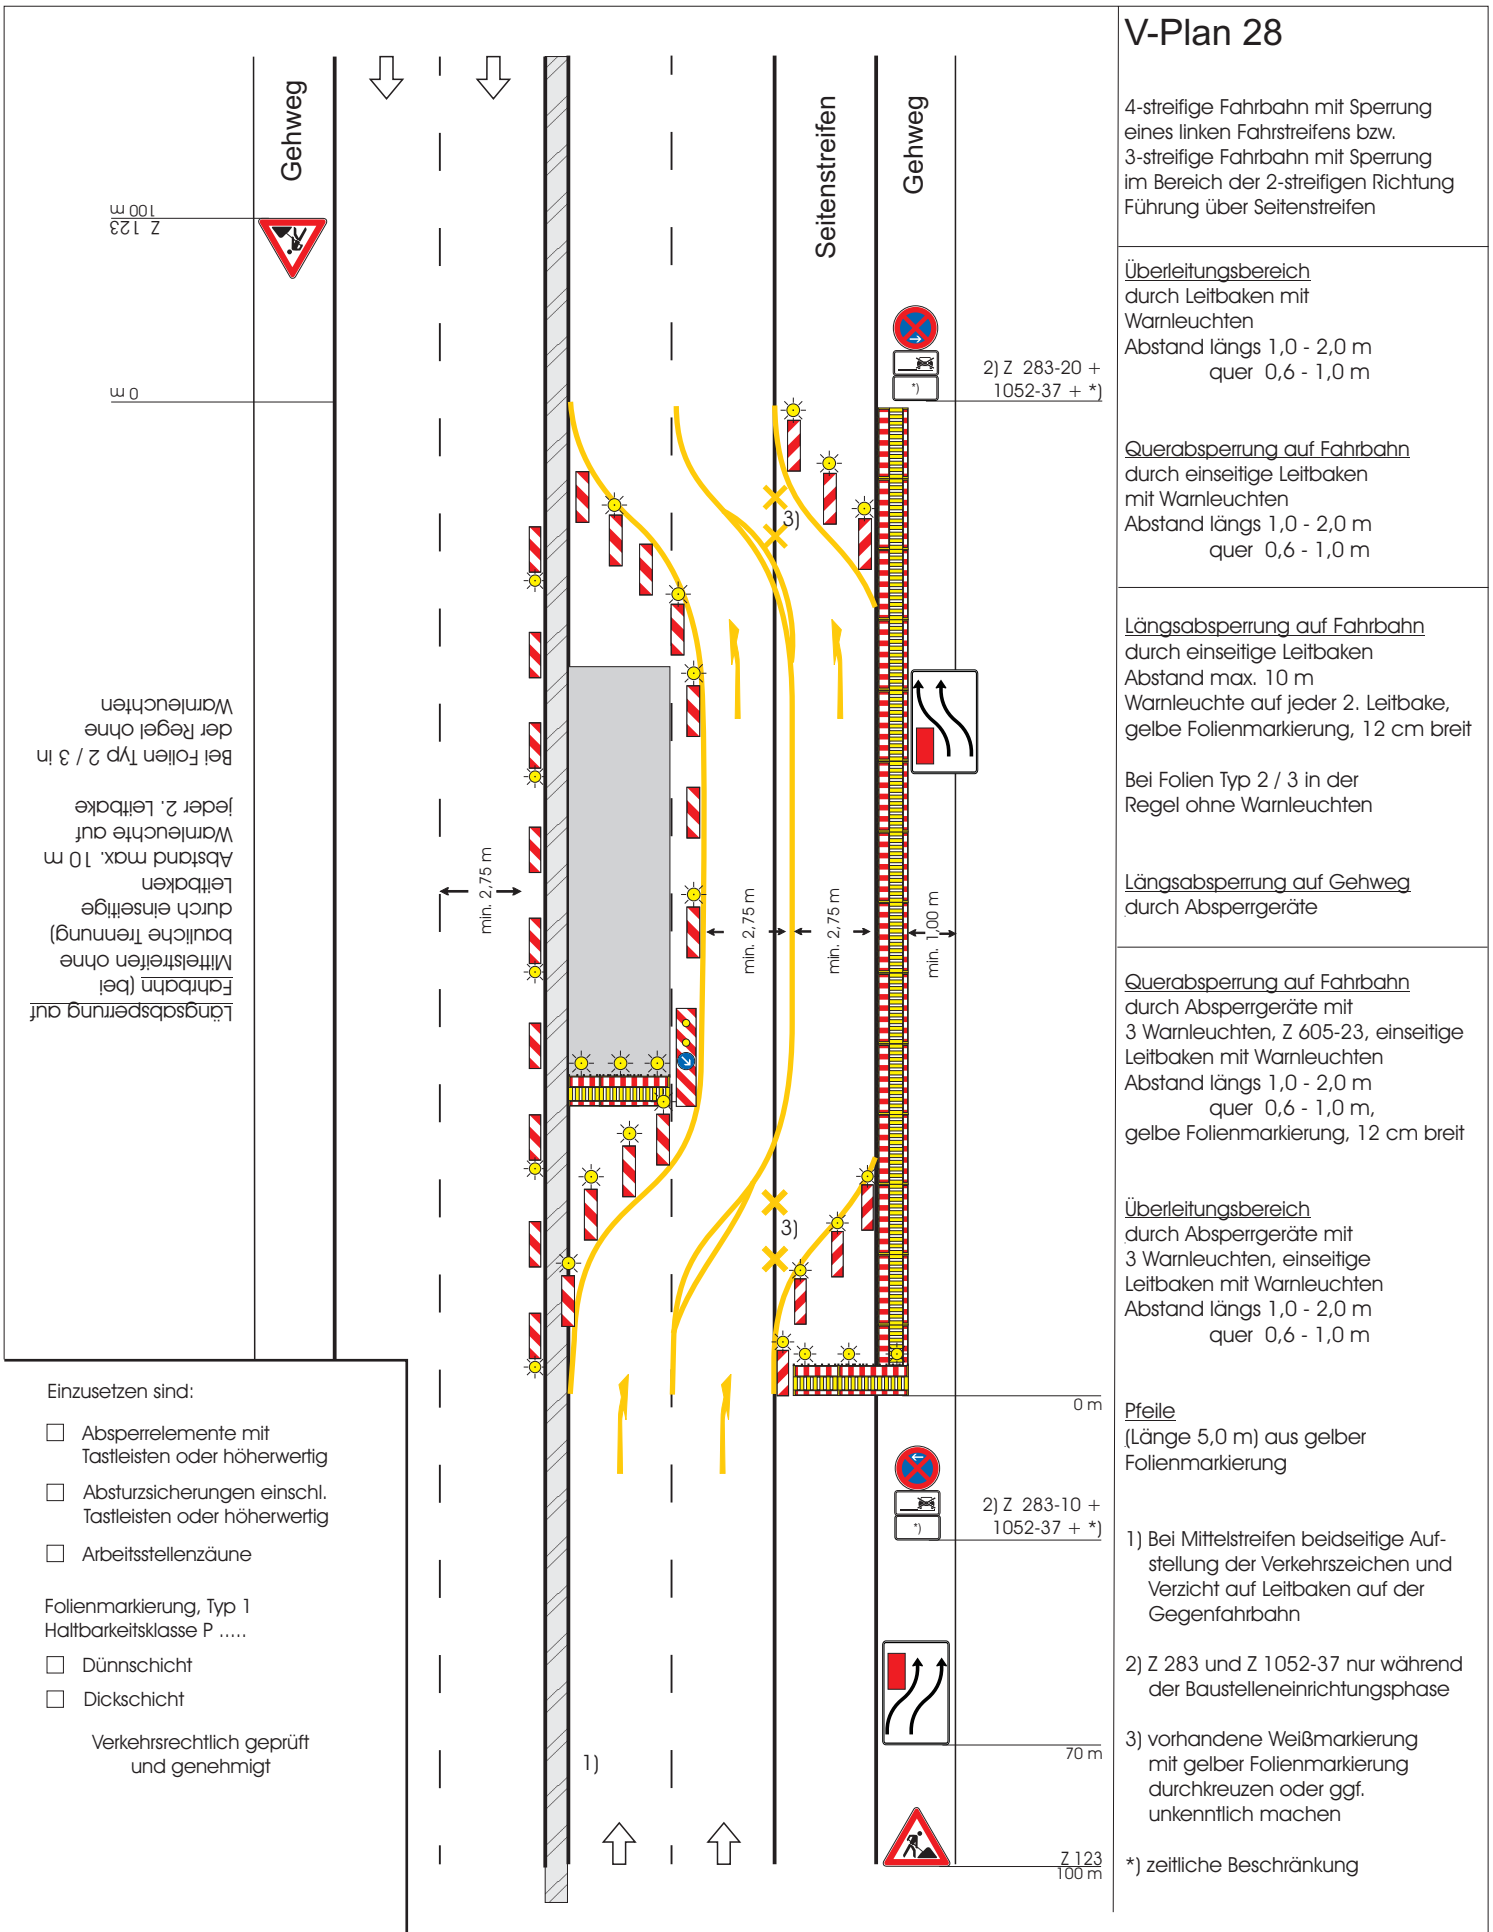 V-Plan 28
4-streifige Fahrbahn mit Sperrung
eines linken Fahrstreifens bzw.
3-streifige Fahrbahn mit Sperrung
im Bereich der 2-streifigen Richtung
Führung über Seitenstreifen
Überleitungsbereich
durch Leitbaken mit
Warnleuchten
Abstand längs 1,0 - 2,0 m
quer 0,6 - 1,0 m
Querabsperrung auf Fahrbahn
durch einseitige Leitbaken
mit Warnleuchten
Abstand längs 1,0 - 2,0 m
quer 0,6 - 1,0 m
Längsabsperrung auf Fahrbahn
durch einseitige Leitbaken
Abstand max. 10 m
Warnleuchte auf jeder 2. Leitbake,
gelbe Folienmarkierung, 12 cm breit
Bei Folien Typ 2 / 3 in der
Regel ohne Warnleuchten
Längsabsperrung auf Gehweg
durch Absperrgeräte
Querabsperrung auf Fahrbahn
durch Absperrgeräte mit
3 Warnleuchten, Z 605-23, einseitige
Leitbaken mit Warnleuchten
Abstand längs 1,0 - 2,0 m
quer 0,6 - 1,0 m,
gelbe Folienmarkierung, 12 cm breit
Überleitungsbereich
durch Absperrgeräte mit
3 Warnleuchten, einseitige
Leitbaken mit Warnleuchten
Abstand längs 1,0 - 2,0 m
quer 0,6 - 1,0 m
Pfeile
(Länge 5,0 m) aus gelber
Folienmarkierung
1) Bei Mittelstreifen beidseitige Auf-
stellung der Verkehrszeichen und
Verzicht auf Leitbaken auf der
Gegenfahrbahn
2) Z 283 und Z 1052-37 nur während
der Baustelleneinrichtungsphase
3) vorhandene Weißmarkierung
mit gelber Folienmarkierung
durchkreuzen oder ggf.
unkenntlich machen
*) zeitliche Beschränkung
Gehweg
Seitenstreifen
Gehweg
Z 123
100 m
0 m
2) Z 283-20 +
1052-37 + *)
*)
3)
Längsabsperrung auf
Fahrbahn (bei
Mittelstreifen ohne
bauliche Trennung)
durch einseitige
Leitbaken
Abstand max. 10 m
Warnleuchte auf
jeder 2. Leitbake
Bei Folien Typ 2 / 3 in
der Regel ohne
Warnleuchten
min. 2,75 m
min. 2,75 m
min. 2,75 m
min. 1,00 m
3)
0 m
2) Z 283-10 +
1052-37 + *)
*)
70 m
1)
Z 123
100 m
Einzusetzen sind:
Absperrelemente mit
Tastleisten oder höherwertig
Absturzsicherungen einschl.
Tastleisten oder höherwertig
Arbeitsstellenzäune
Folienmarkierung, Typ 1
Haltbarkeitsklasse P .....
Dünnschicht
Dickschicht
Verkehrsrechtlich geprüft
und genehmigt